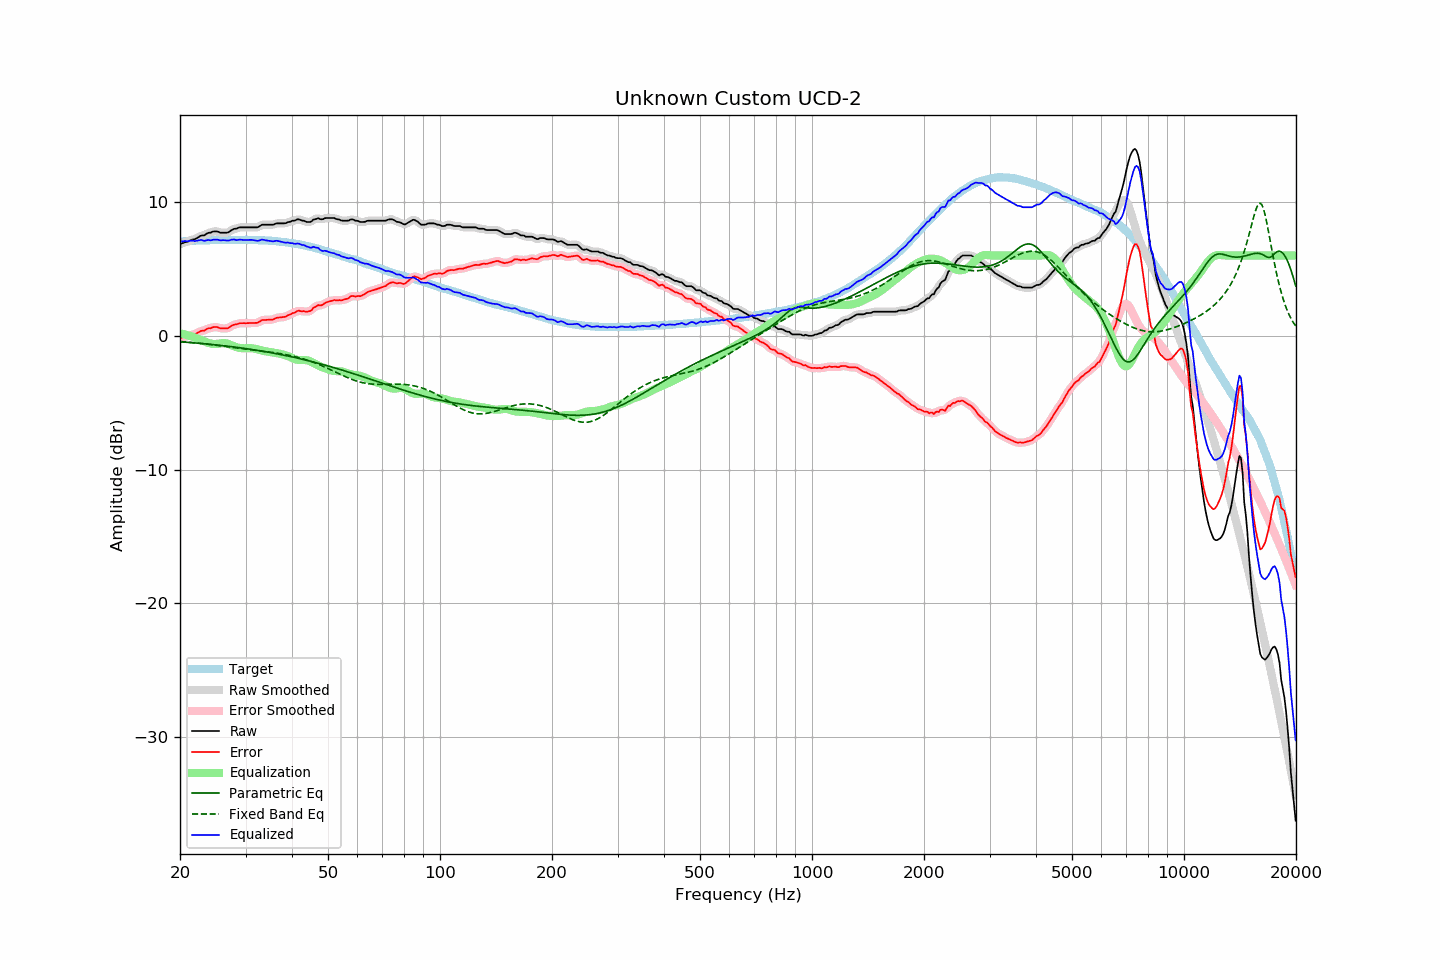 Unknown Custom UCD-2
Amplitude (dBr)
10
0
−10
−20
−30
Target
Raw Smoothed
Error Smoothed
Raw
Error
Equalization
Parametric Eq
Fixed Band Eq
Equalized
20 50 100 200 500 1000 2000 5000 10000 20000
Frequency (Hz)